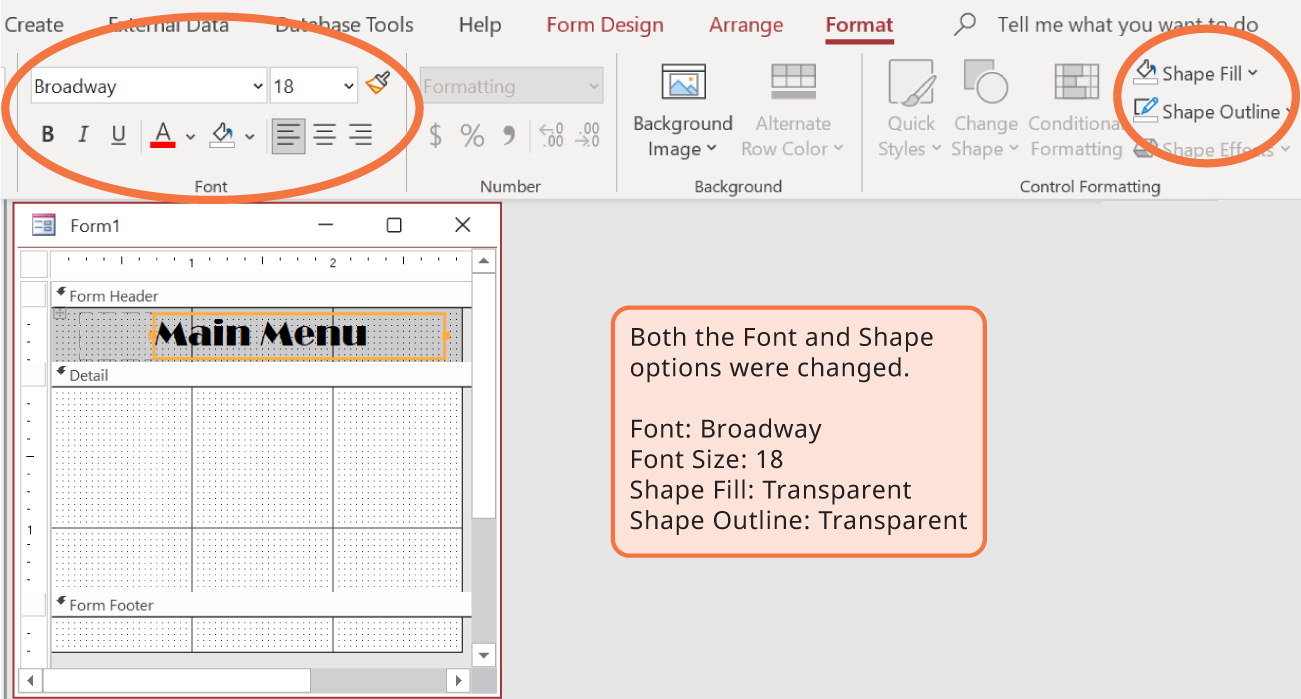 Create External Data Database Tools Help Form Design Arrange Format Tell me what you want to do
Broadway 18 Formatting Shape Fill
Shape Outline
B I U A $ % , .00 .00
Background Image Alternate Row Color Quick Styles Change Shape Conditional Formatting Shape Effects
Font Number Background Control Formatting
Form1
1 2
Form Header
Main Menu
Detail
1
Form Footer
Both the Font and Shape
options were changed.
Font: Broadway
Font Size: 18
Shape Fill: Transparent
Shape Outline: Transparent